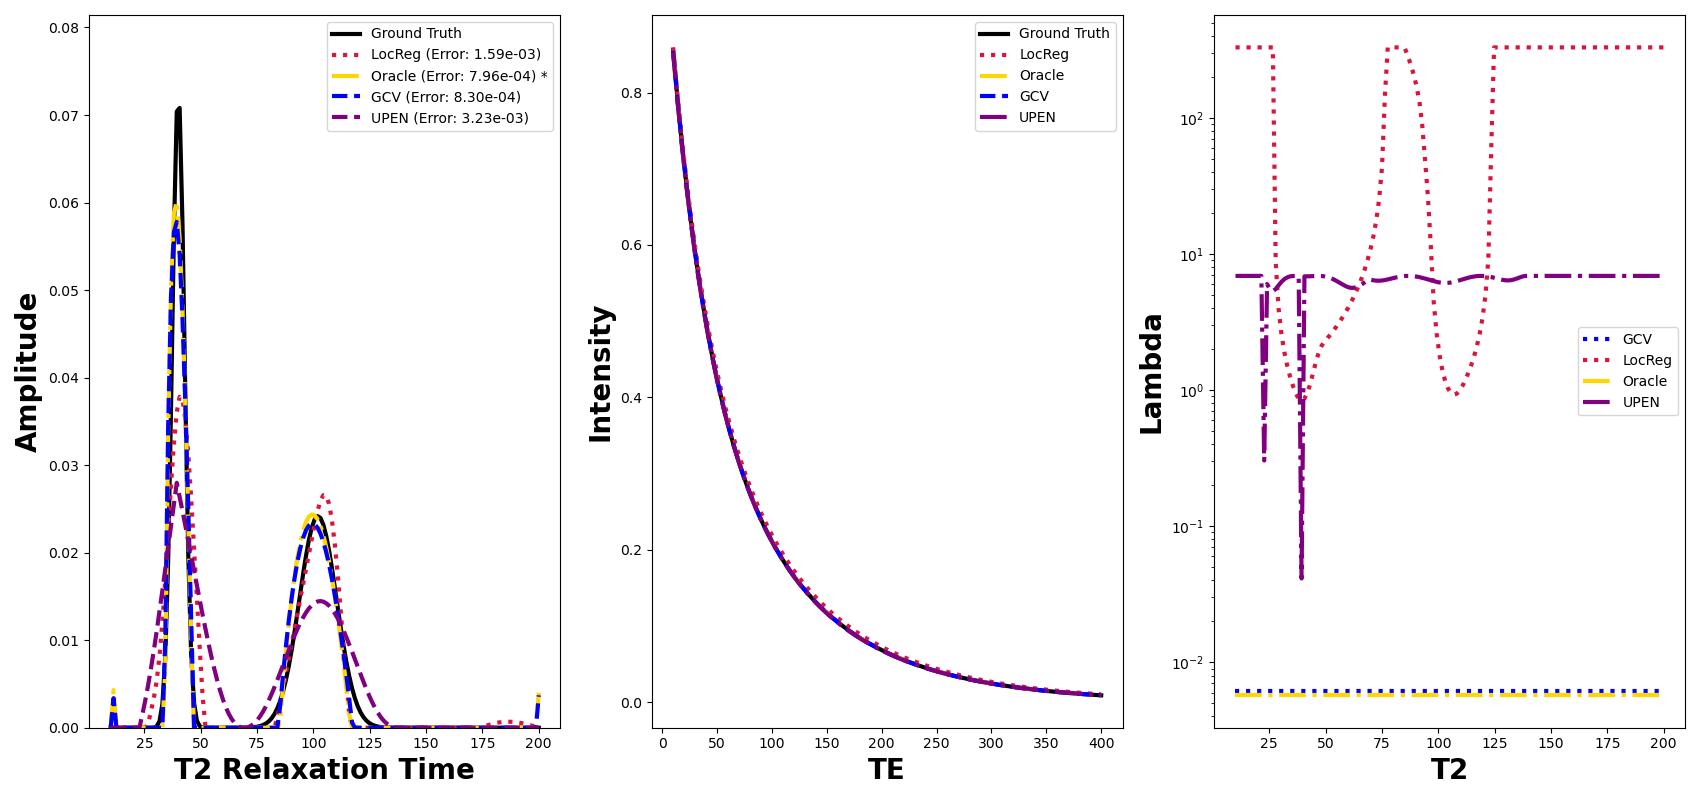 Amplitude
0.08
0.07
0.06
0.05
0.04
0.03
0.02
0.01
0.00
25 50 75 100 125 150 175 200
T2 Relaxation Time
Ground Truth
LocReg (Error: 1.59e-03)
Oracle (Error: 7.96e-04) *
GCV (Error: 8.30e-04)
UPEN (Error: 3.23e-03)
Intensity
0.8
0.6
0.4
0.2
0.0
0 50 100 150 200 250 300 350 400
TE
Ground Truth
LocReg
Oracle
GCV
UPEN
Lambda
10²
10¹
10⁰
10⁻¹
10⁻²
25 50 75 100 125 150 175 200
T2
GCV
LocReg
Oracle
UPEN